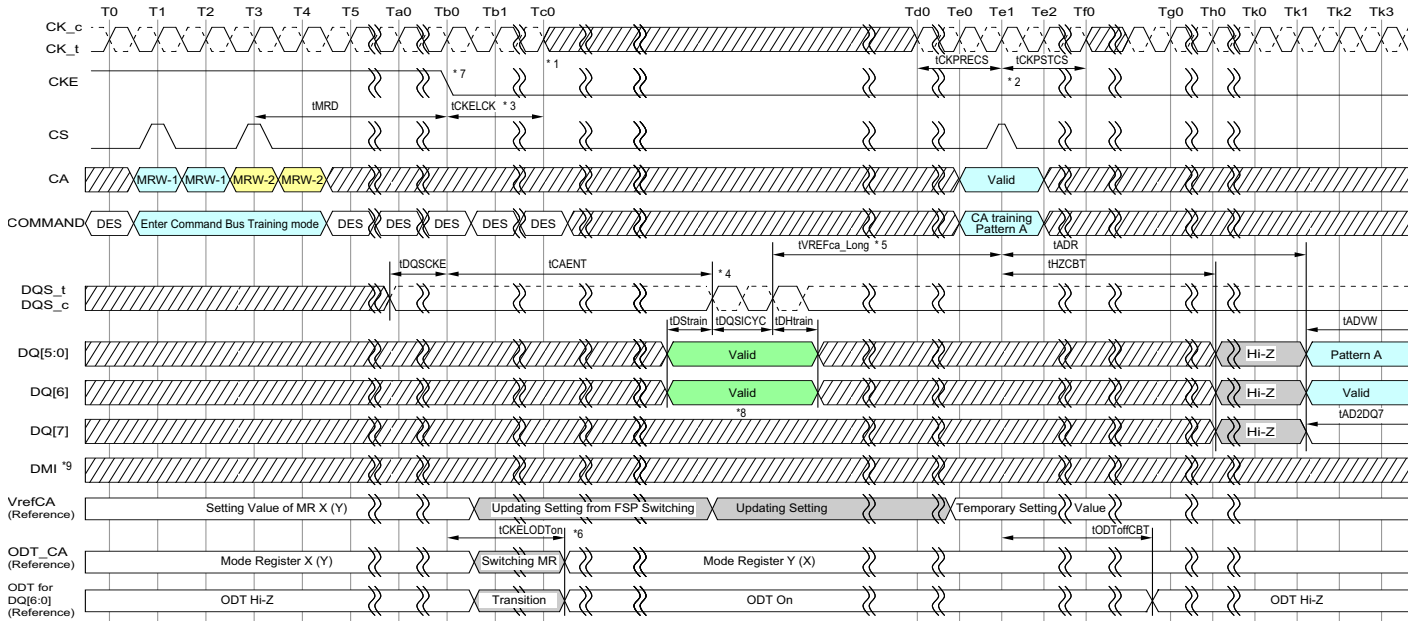 T0 T1 T2 T3 T4 T5 Ta0 Tb0 Tb1 Tc0 Td0 Te0 Te1 Te2 Tf0 Tg0 Th0 Tk0 Tk1 Tk2 Tk3
CK_c
CK_t
* 1 tCKPRECS tCKPSTCS
CKE * 7 * 2
tMRD tCKELCK * 3
CS
CA MRW-1 MRW-1 MRW-2 MRW-2 Valid
COMMAND DES Enter Command Bus Training mode DES DES DES DES DES CA training Pattern A
tVREFca_Long * 5 tADR
tDQSCKE tCAENT * 4 tHZCBT
DQS_t
DQS_c
tDStrain tDQSICYC tDHtrain tADVW
DQ[5:0] Valid Hi-Z Pattern A
DQ[6] Valid Hi-Z Valid
*8 tAD2DQ7
DQ[7] Hi-Z
DMI *9
VrefCA
(Reference) Setting Value of MR X (Y) Updating Setting from FSP Switching Updating Setting Temporary Setting Value
tCKELODTon *6 tODToffCBT
ODT_CA
(Reference) Mode Register X (Y) Switching MR Mode Register Y (X)
ODT for
DQ[6:0]
(Reference) ODT Hi-Z Transition ODT On ODT Hi-Z